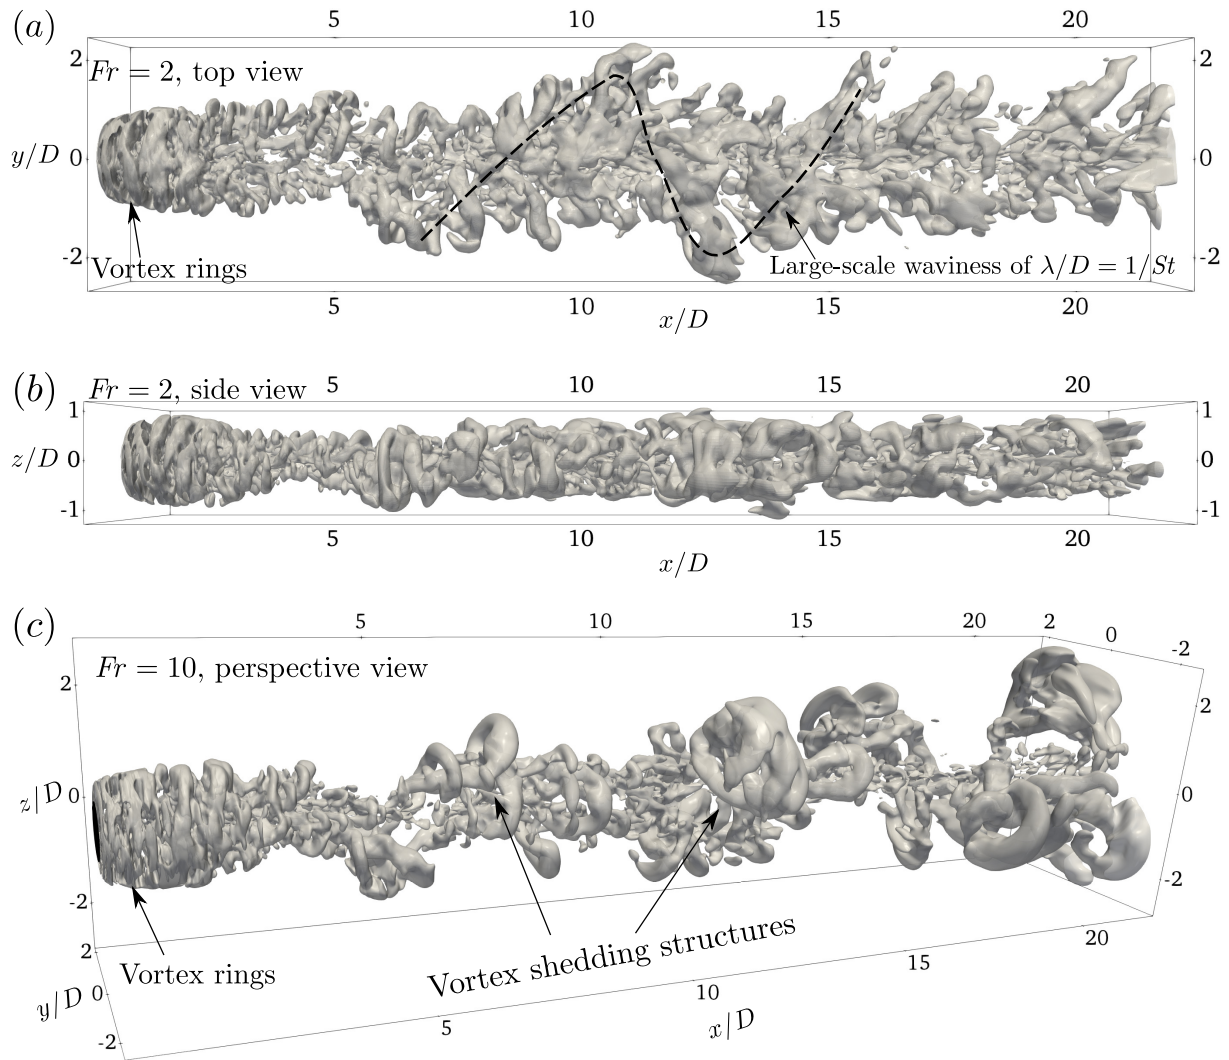 (a)
5 10 15 20
2 2
Fr = 2, top view
y/D 0 0
-2 -2
Vortex rings
Large-scale waviness of λ/D = 1/St
5 10 15 20
x/D
(b)
Fr = 2, side view
5 10 15 20
1 1
z/D 0 0
-1 -1
5 10 15 20
x/D
(c)
5 10 15 20 2 0 -2
Fr = 10, perspective view
2 2
z/D 0 0
-2 -2
Vortex rings
Vortex shedding structures
2
y/D 0
-2
5 10 15 20
x/D